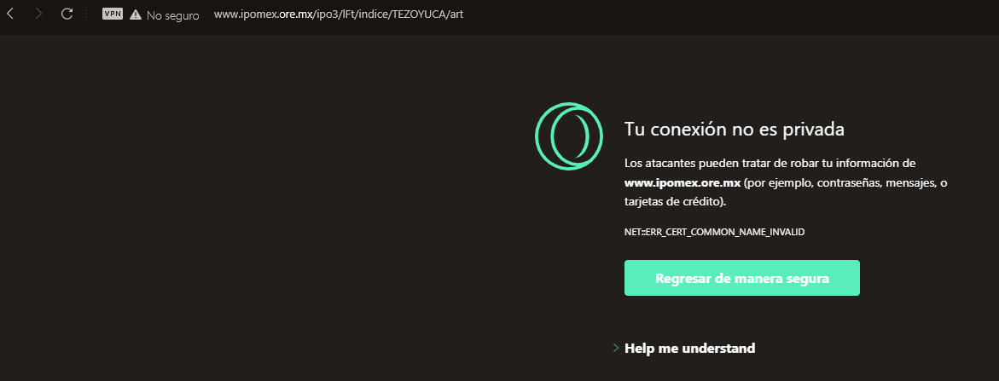 VPN No seguro www.ipomex.ore.mx/ipo3/lFt/indice/TEZOYUCA/art
Tu conexión no es privada
Los atacantes pueden tratar de robar tu información de
www.ipomex.ore.mx (por ejemplo, contraseñas, mensajes, o
tarjetas de crédito).
NET::ERR_CERT_COMMON_NAME_INVALID
Regresar de manera segura
Help me understand